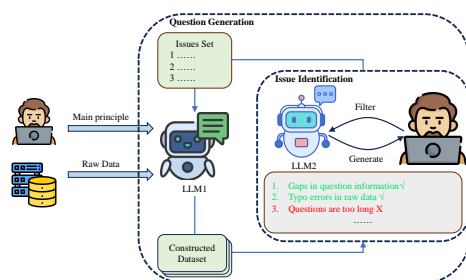 Question Generation
Issues Set
1 ……
2 ……
3 ……
Main principle
Raw Data
LLM1
Constructed
Dataset
Issue Identification
Filter
Generate
LLM2
1. Gaps in question information√
2. Typo errors in raw data √
3. Questions are too long X
……